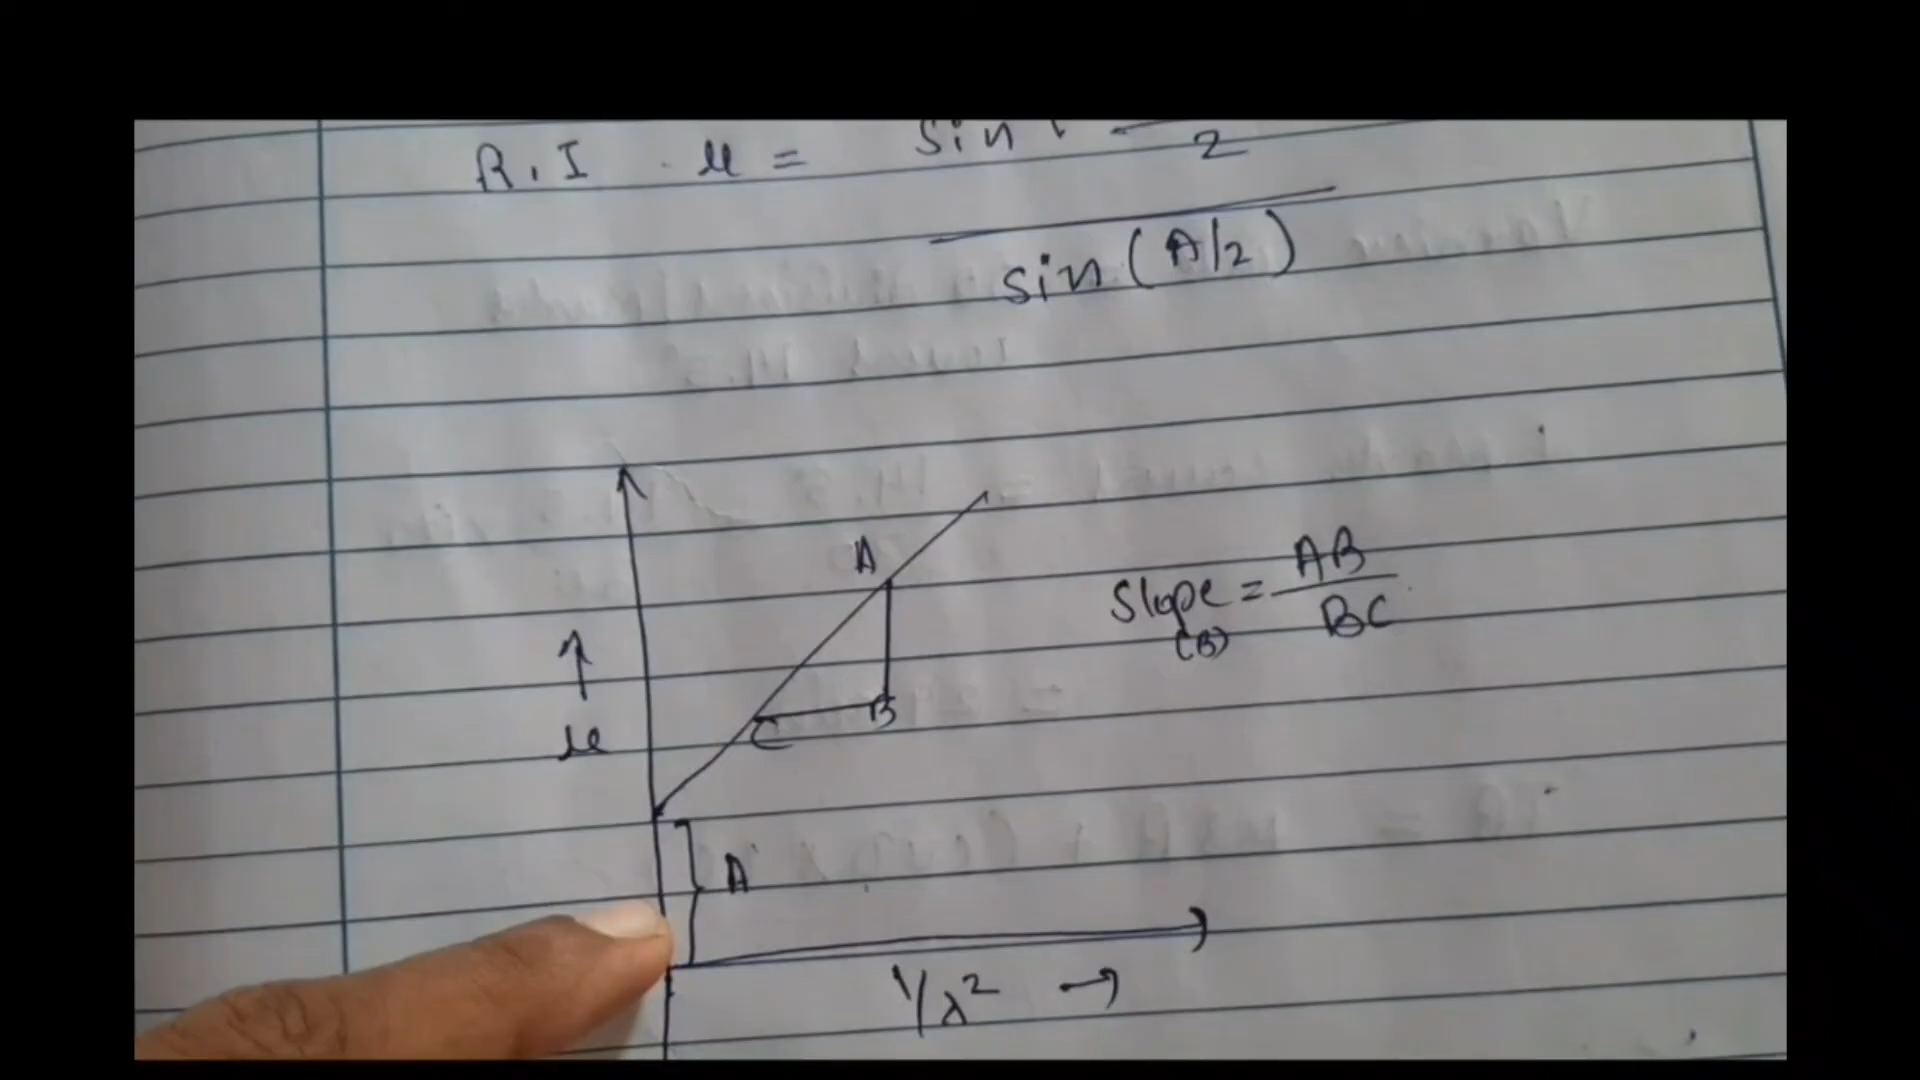 R.I μ = sin
2
sin (A/2)
A
Slope = AB
(B) BC
↑
μ
C B
A
1/λ² →